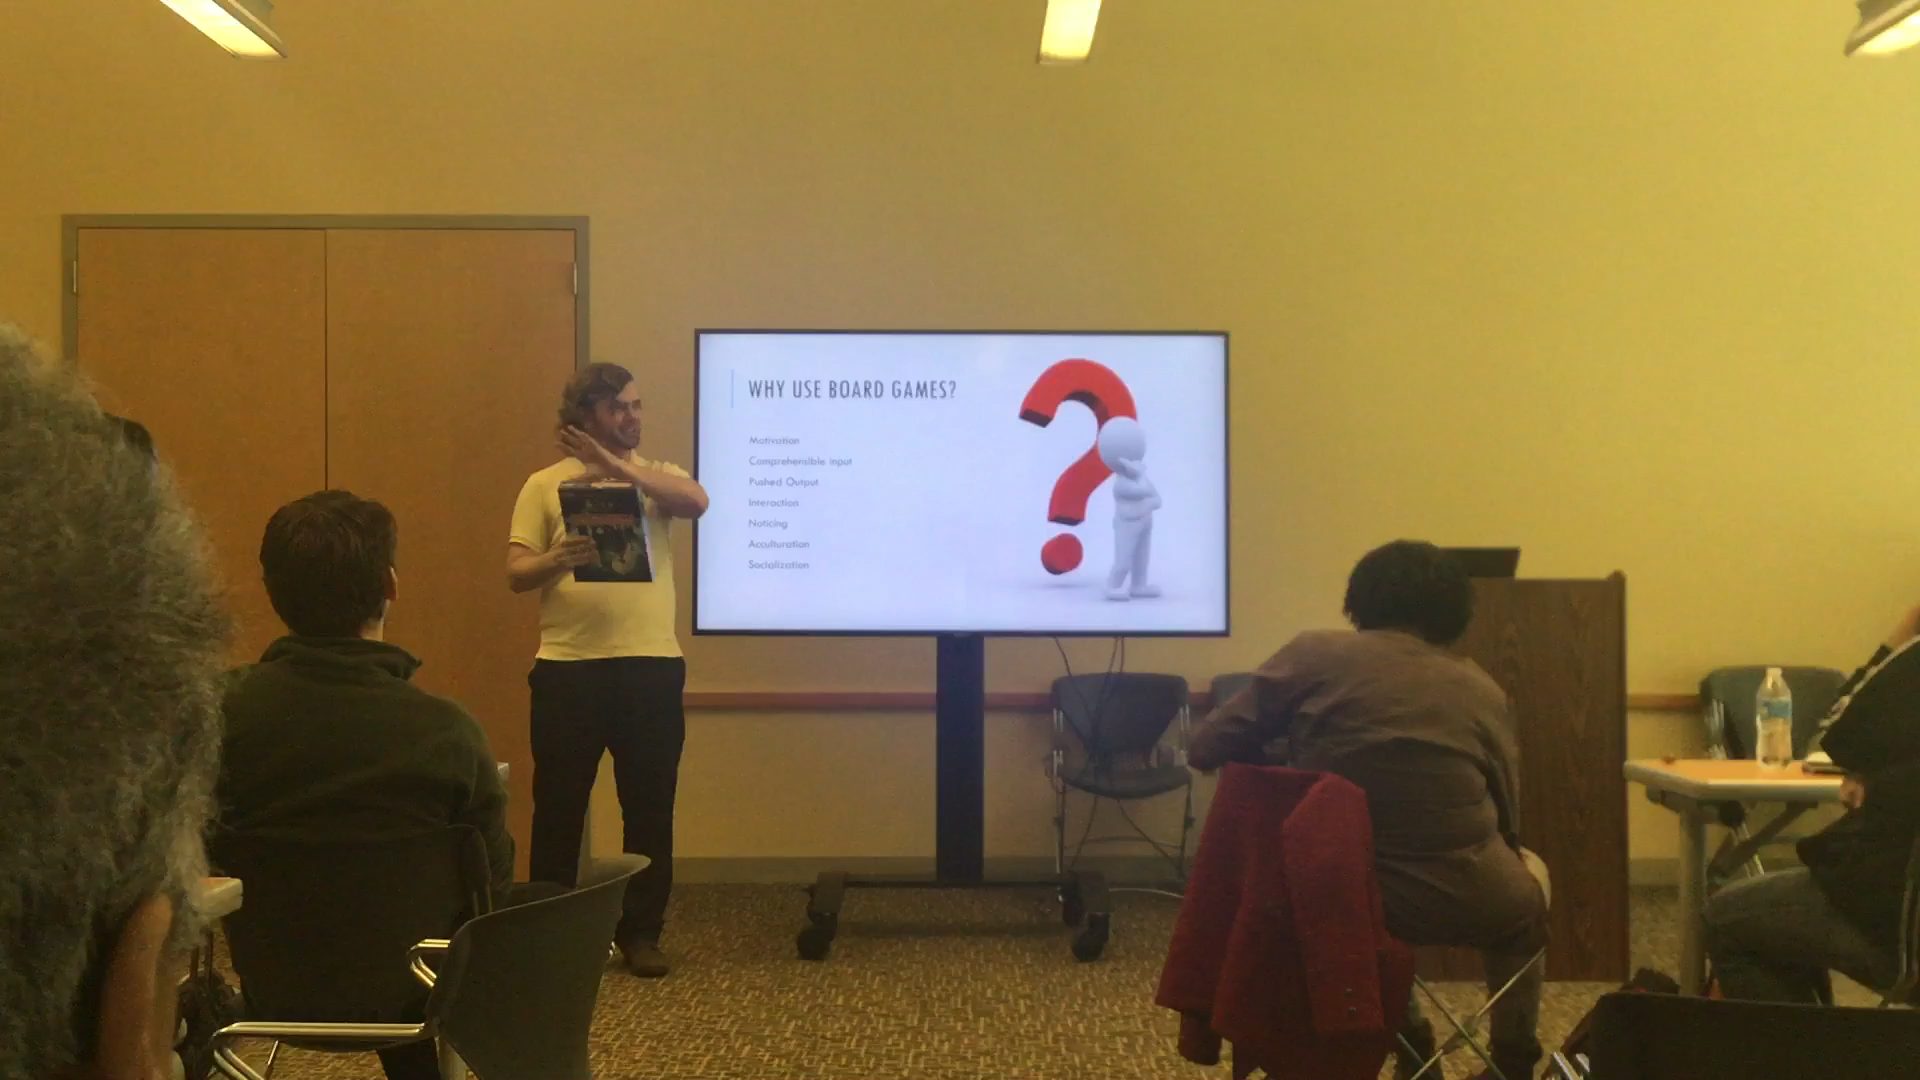 WHY USE BOARD GAMES?
Motivation
Comprehensible input
Pushed Output
Interaction
Noticing
Acculturation
Socialization